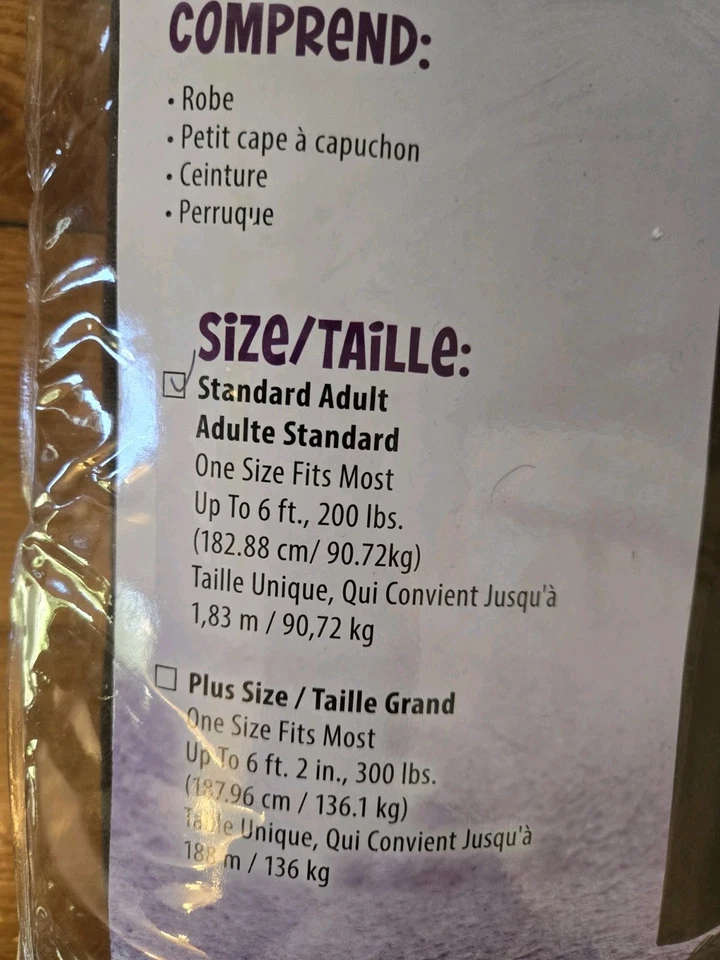 COMPREND:
• Robe
• Petit cape à capuchon
• Ceinture
• Perruque
SiZe/TAiLLe:
Standard Adult
Adulte Standard
One Size Fits Most
Up To 6 ft., 200 lbs.
(182.88 cm/ 90.72kg)
Taille Unique, Qui Convient Jusqu'à
1,83 m / 90,72 kg
Plus Size / Taille Grand
One Size Fits Most
Up To 6 ft. 2 in., 300 lbs.
(187.96 cm / 136.1 kg)
Taille Unique, Qui Convient Jusqu'à
188 m / 136 kg